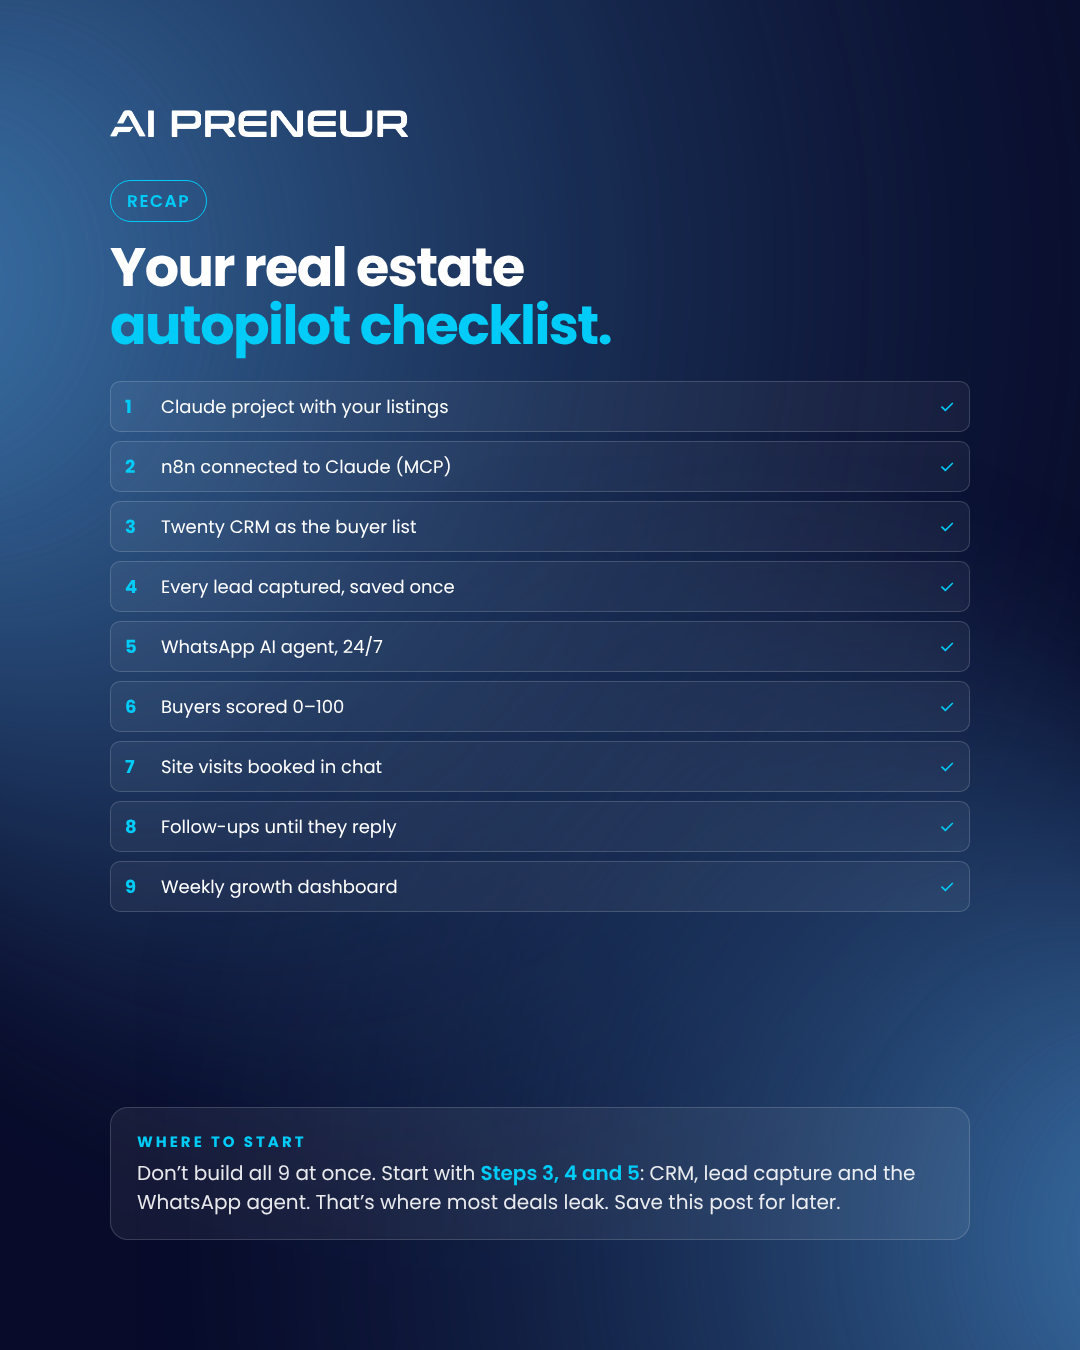 AI PRENEUR
RECAP
Your real estate
autopilot checklist.
1 Claude project with your listings
2 n8n connected to Claude (MCP)
3 Twenty CRM as the buyer list
4 Every lead captured, saved once
5 WhatsApp AI agent, 24/7
6 Buyers scored 0–100
7 Site visits booked in chat
8 Follow-ups until they reply
9 Weekly growth dashboard
WHERE TO START
Don’t build all 9 at once. Start with Steps 3, 4 and 5: CRM, lead capture and the
WhatsApp agent. That’s where most deals leak. Save this post for later.